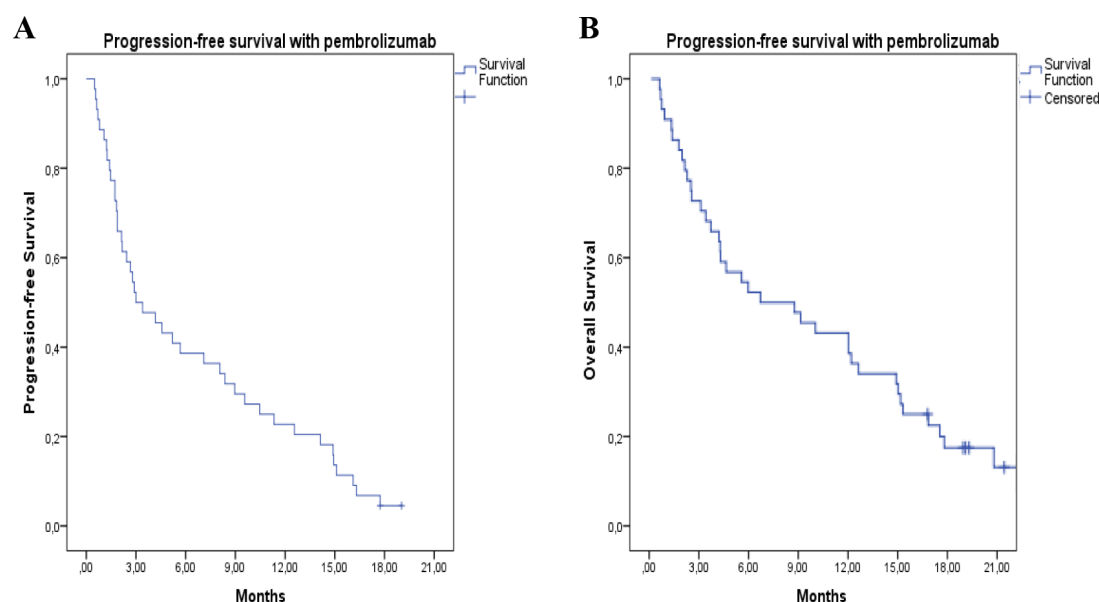 A
Progression-free survival with pembrolizumab
Survival
Function
1,0
0,8
0,6
0,4
0,2
0,0
Progression-free Survival
,00
3,00
6,00
9,00
12,00
15,00
18,00
21,00
Months
B
Progression-free survival with pembrolizumab
Survival
Function
Censored
1,0
0,8
0,6
0,4
0,2
0,0
Overall Survival
,00
3,00
6,00
9,00
12,00
15,00
18,00
21,00
Months